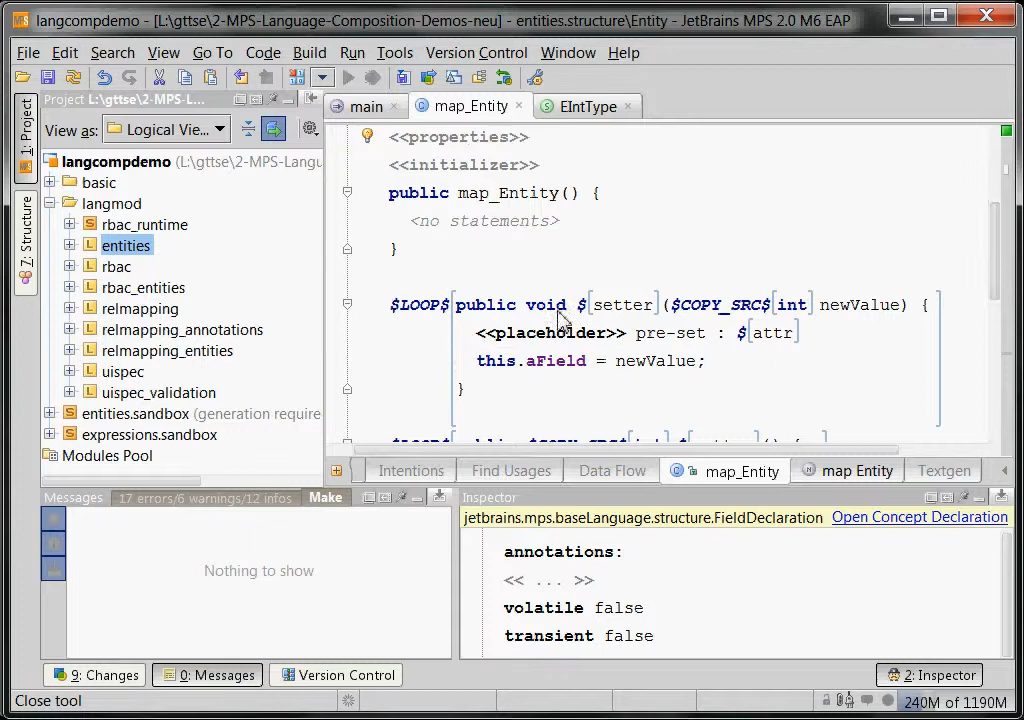 langcompdemo - [L:\gttse\2-MPS-Language-Composition-Demos-neu] - entities.structure\Entity - JetBrains MPS 2.0 M6 EAP
File Edit Search View Go To Code Build Run Tools Version Control Window Help
1: Project
7: Structure
Project L:\gttse\2-MPS-L...
View as: Logical Vie...
langcompdemo (L:\gttse\2-MPS-Langu
basic
langmod
rbac_runtime
entities
rbac
rbac_entities
relmapping
relmapping_annotations
relmapping_entities
uispec
uispec_validation
entities.sandbox (generation require
expressions.sandbox
Modules Pool
main
map_Entity
EIntType
<<properties>>
<<initializer>>
public map_Entity() {
<no statements>
}
$LOOP$[public void $[setter]($COPY_SRC$[int] newValue) {
<<placeholder>> pre-set : $[attr]
this.aField = newValue;
}
Intentions Find Usages Data Flow map_Entity map Entity Textgen
Messages 17 errors/6 warnings/12 infos Make
Nothing to show
Inspector
jetbrains.mps.baseLanguage.structure.FieldDeclaration Open Concept Declaration
annotations:
<< ... >>
volatile false
transient false
9: Changes 0: Messages Version Control 2: Inspector
Close tool
240M of 1190M